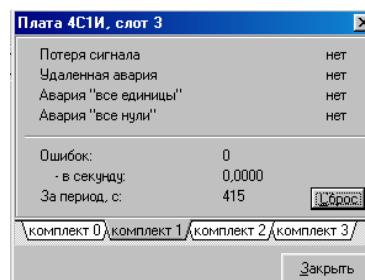 Плата 4С1И, слот 3
Потеря сигнала нет
Удаленная авария нет
Авария "все единицы" нет
Авария "все нули" нет
Ошибок: 0
- в секунду: 0,0000
За период, с: 415 Сброс
комплект 0 комплект 1 комплект 2 комплект 3
Закрыть